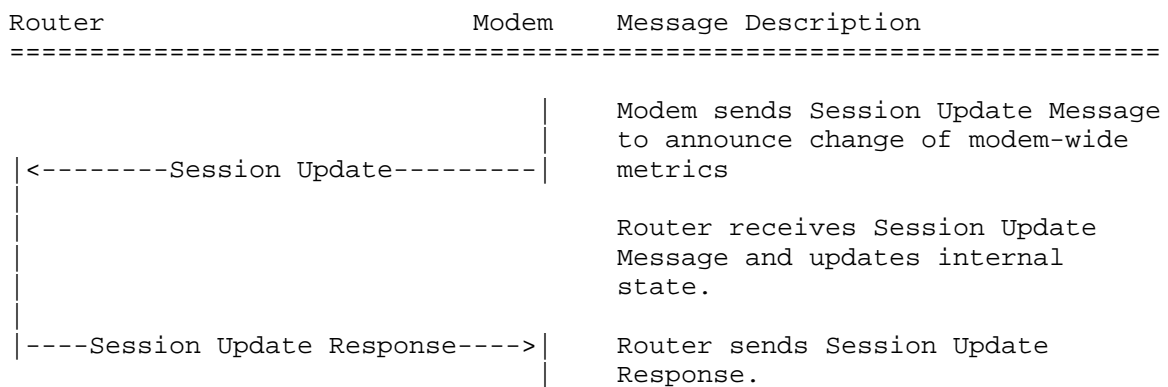 Router                       Modem    Message Description
========================================================================

                                 |    Modem sends Session Update Message
                                 |    to announce change of modem-wide
|<--------Session Update---------|    metrics
|
|                                     Router receives Session Update
|                                     Message and updates internal
|                                     state.
|
|----Session Update Response---->|    Router sends Session Update
                                 |    Response.